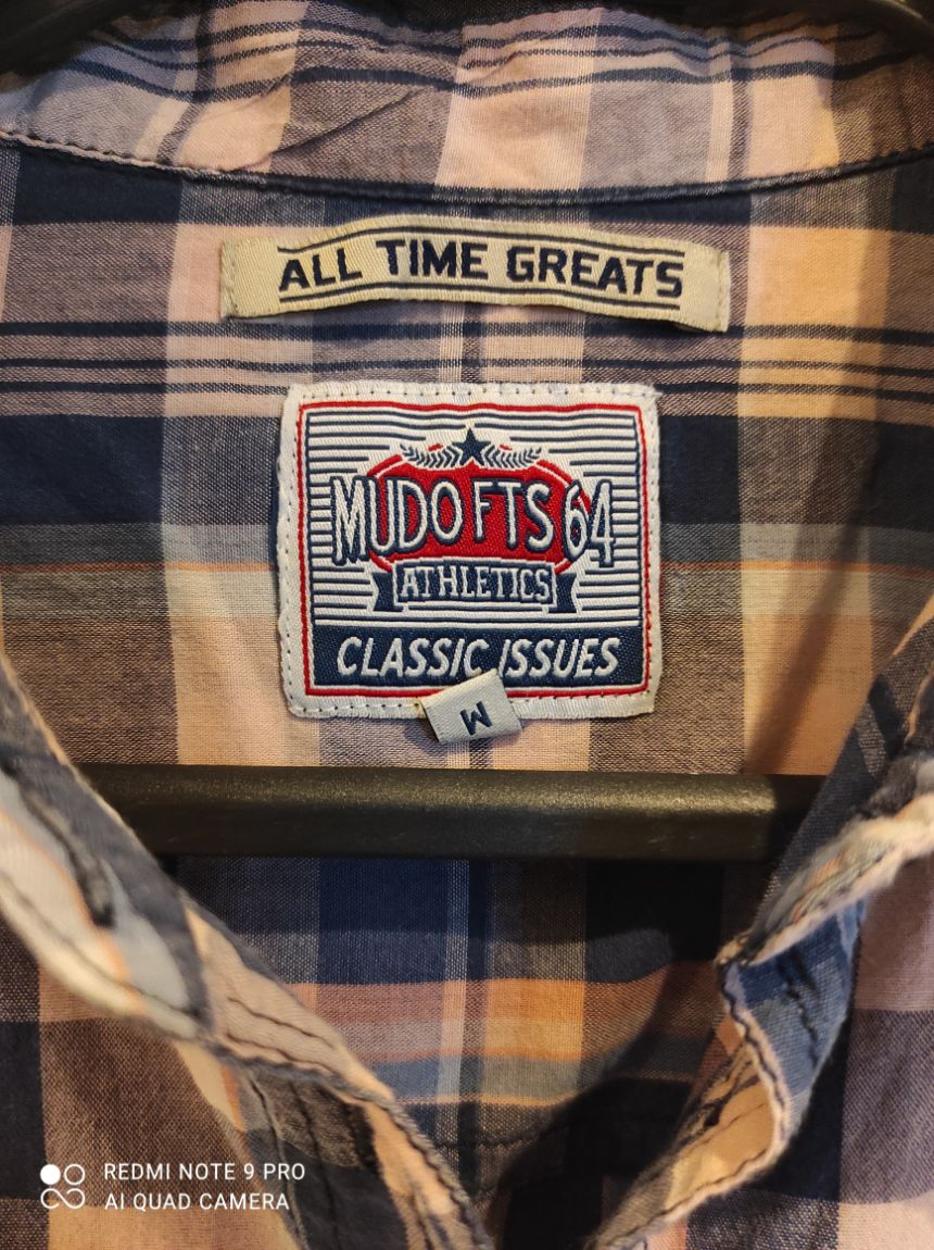 ALL TIME GREATS
MUDO FTS 64
ATHLETICS
CLASSIC ISSUES
M
REDMI NOTE 9 PRO
AI QUAD CAMERA